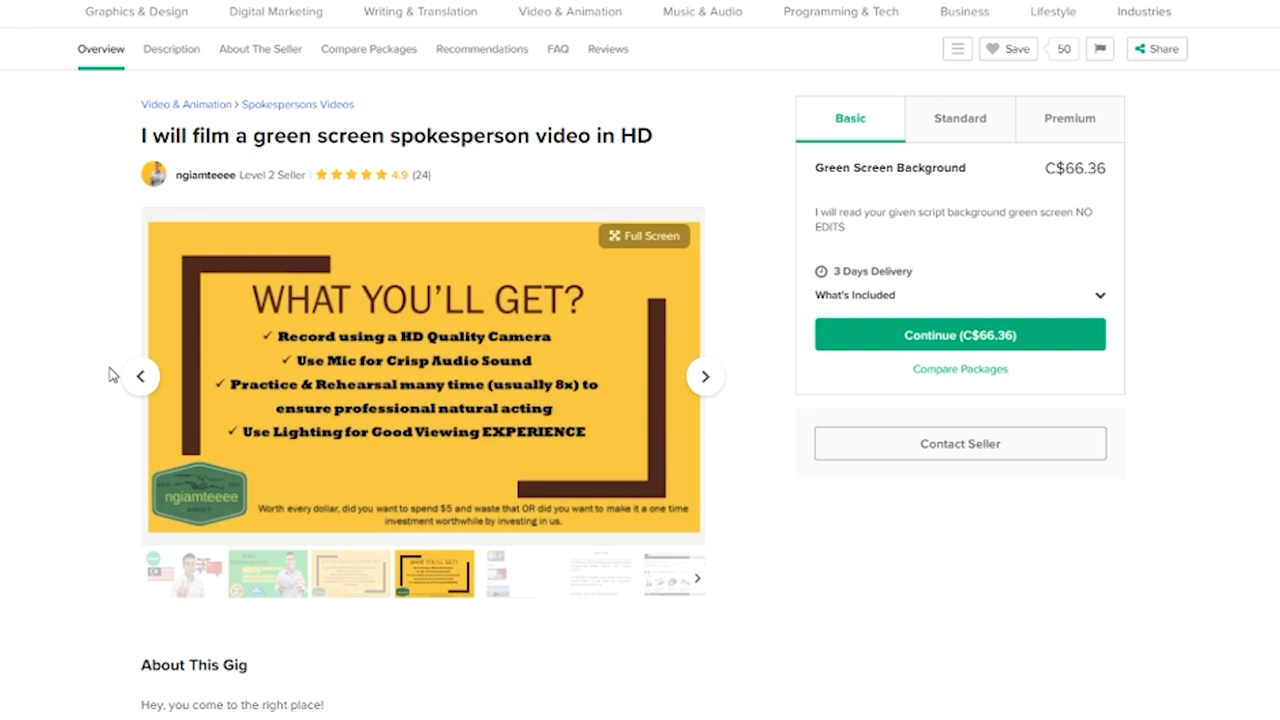 Graphics & Design Digital Marketing Writing & Translation Video & Animation Music & Audio Programming & Tech Business Lifestyle Industries
Overview Description About The Seller Compare Packages Recommendations FAQ Reviews Save 50 Share
Video & Animation > Spokespersons Videos
I will film a green screen spokesperson video in HD
ngiamteeee Level 2 Seller 4.9 (24)
Full Screen
WHAT YOU'LL GET?
✓ Record using a HD Quality Camera
✓ Use Mic for Crisp Audio Sound
✓ Practice & Rehearsal many time (usually 8x) to
ensure professional natural acting
✓ Use Lighting for Good Viewing EXPERIENCE
ngiamteeee
Worth every dollar, did you want to spend $5 and waste that OR did you want to make it a one time
investment worthwhile by investing in us.
WHAT YOU'LL GET?
About This Gig
Hey, you come to the right place!
Basic Standard Premium
Green Screen Background C$66.36
I will read your given script background green screen NO
EDITS
3 Days Delivery
What's Included
Continue (C$66.36)
Compare Packages
Contact Seller